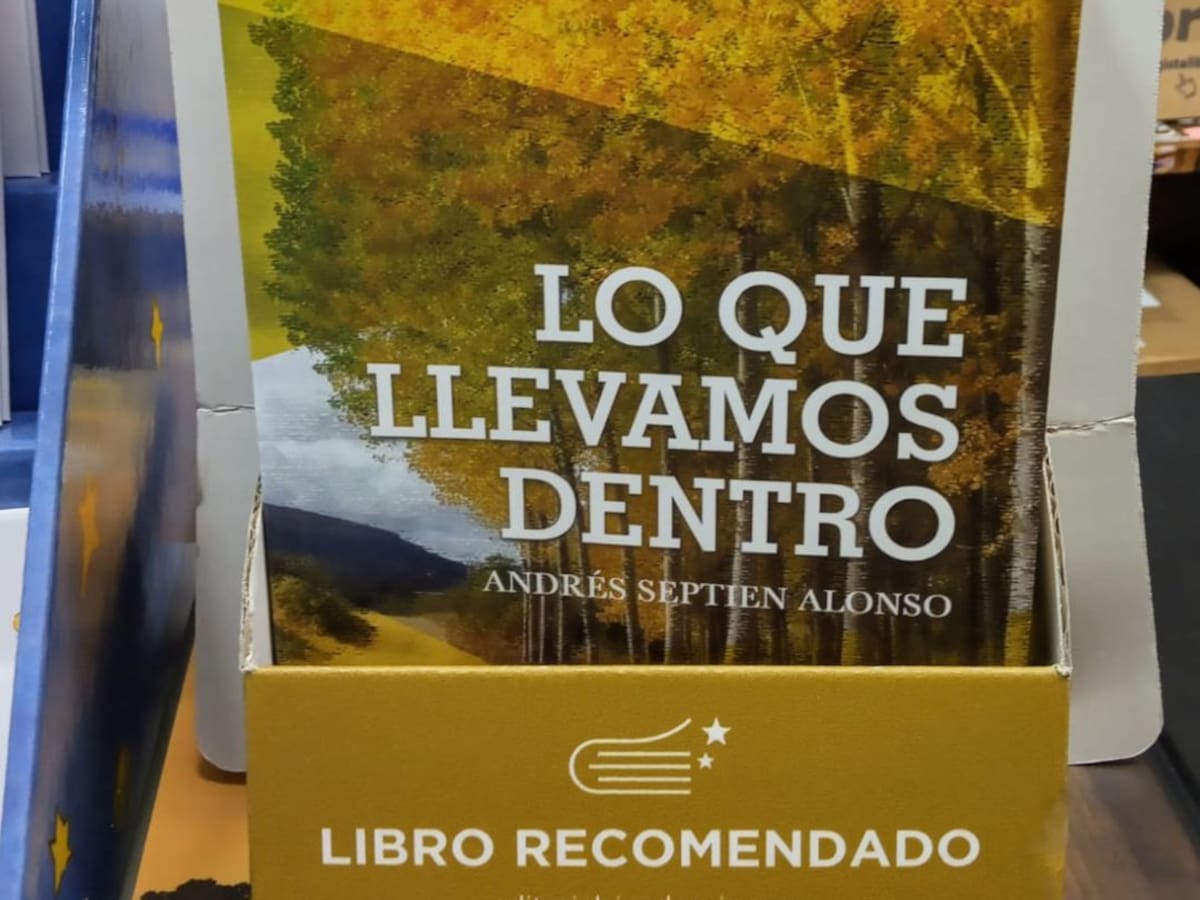 LO QUE
LLEVAMOS
DENTRO
ANDRÉS SEPTIEN ALONSO
LIBRO RECOMENDADO